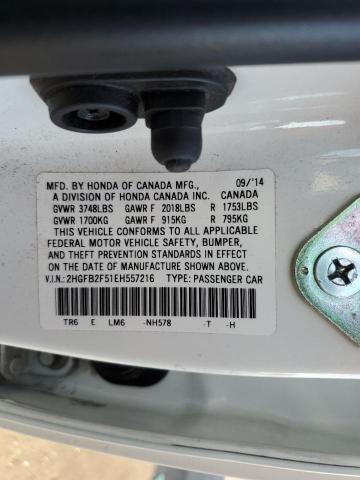 MFD. BY HONDA OF CANADA MFG., 09/'14
A DIVISION OF HONDA CANADA INC. CANADA
GVWR 3748LBS GAWR F 2018LBS R 1753LBS
GVWR 1700KG GAWR F 915KG R 795KG
THIS VEHICLE CONFORMS TO ALL APPLICABLE
FEDERAL MOTOR VEHICLE SAFETY, BUMPER,
AND THEFT PREVENTION STANDARDS IN EFFECT
ON THE DATE OF MANUFACTURE SHOWN ABOVE.
V.I.N.: 2HGFB2F51EH557216 TYPE: PASSENGER CAR
TR6 E LM6 -NH578 -T -H